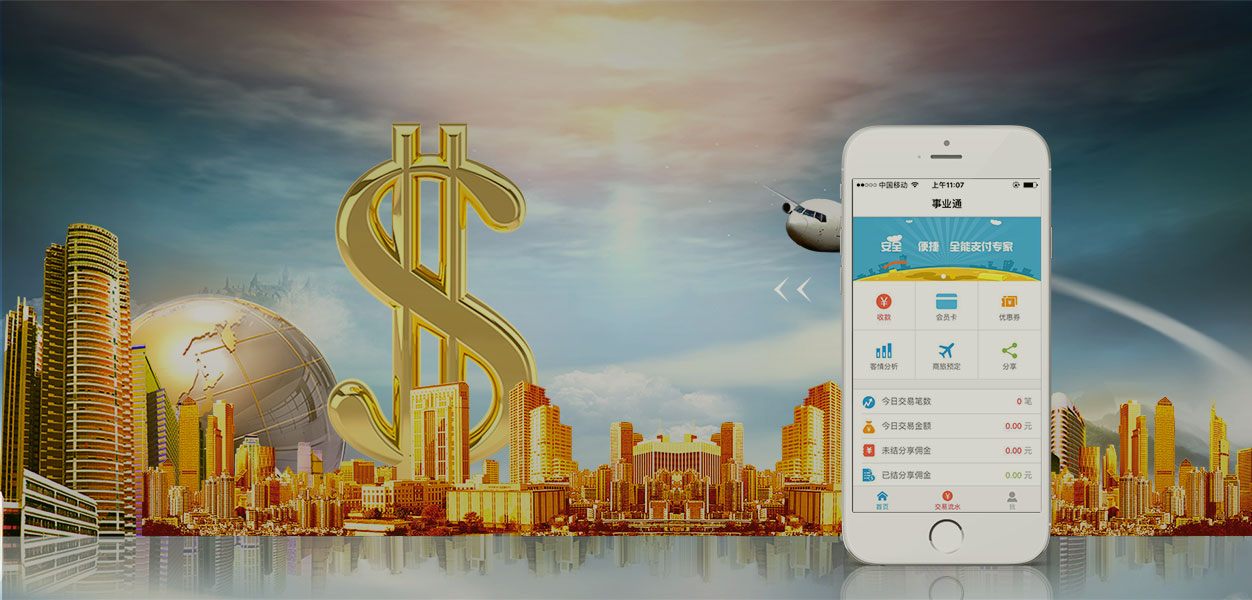 中国移动 上午11:07
事业通
安全 便捷 全能支付专家
收款 会员卡 优惠券
客情分析 商旅预定 分享
今日交易笔数 0 笔
今日交易金额 0.00 元
未结分享佣金 0.00 元
已结分享佣金 0.00 元
首页 交易流水 我